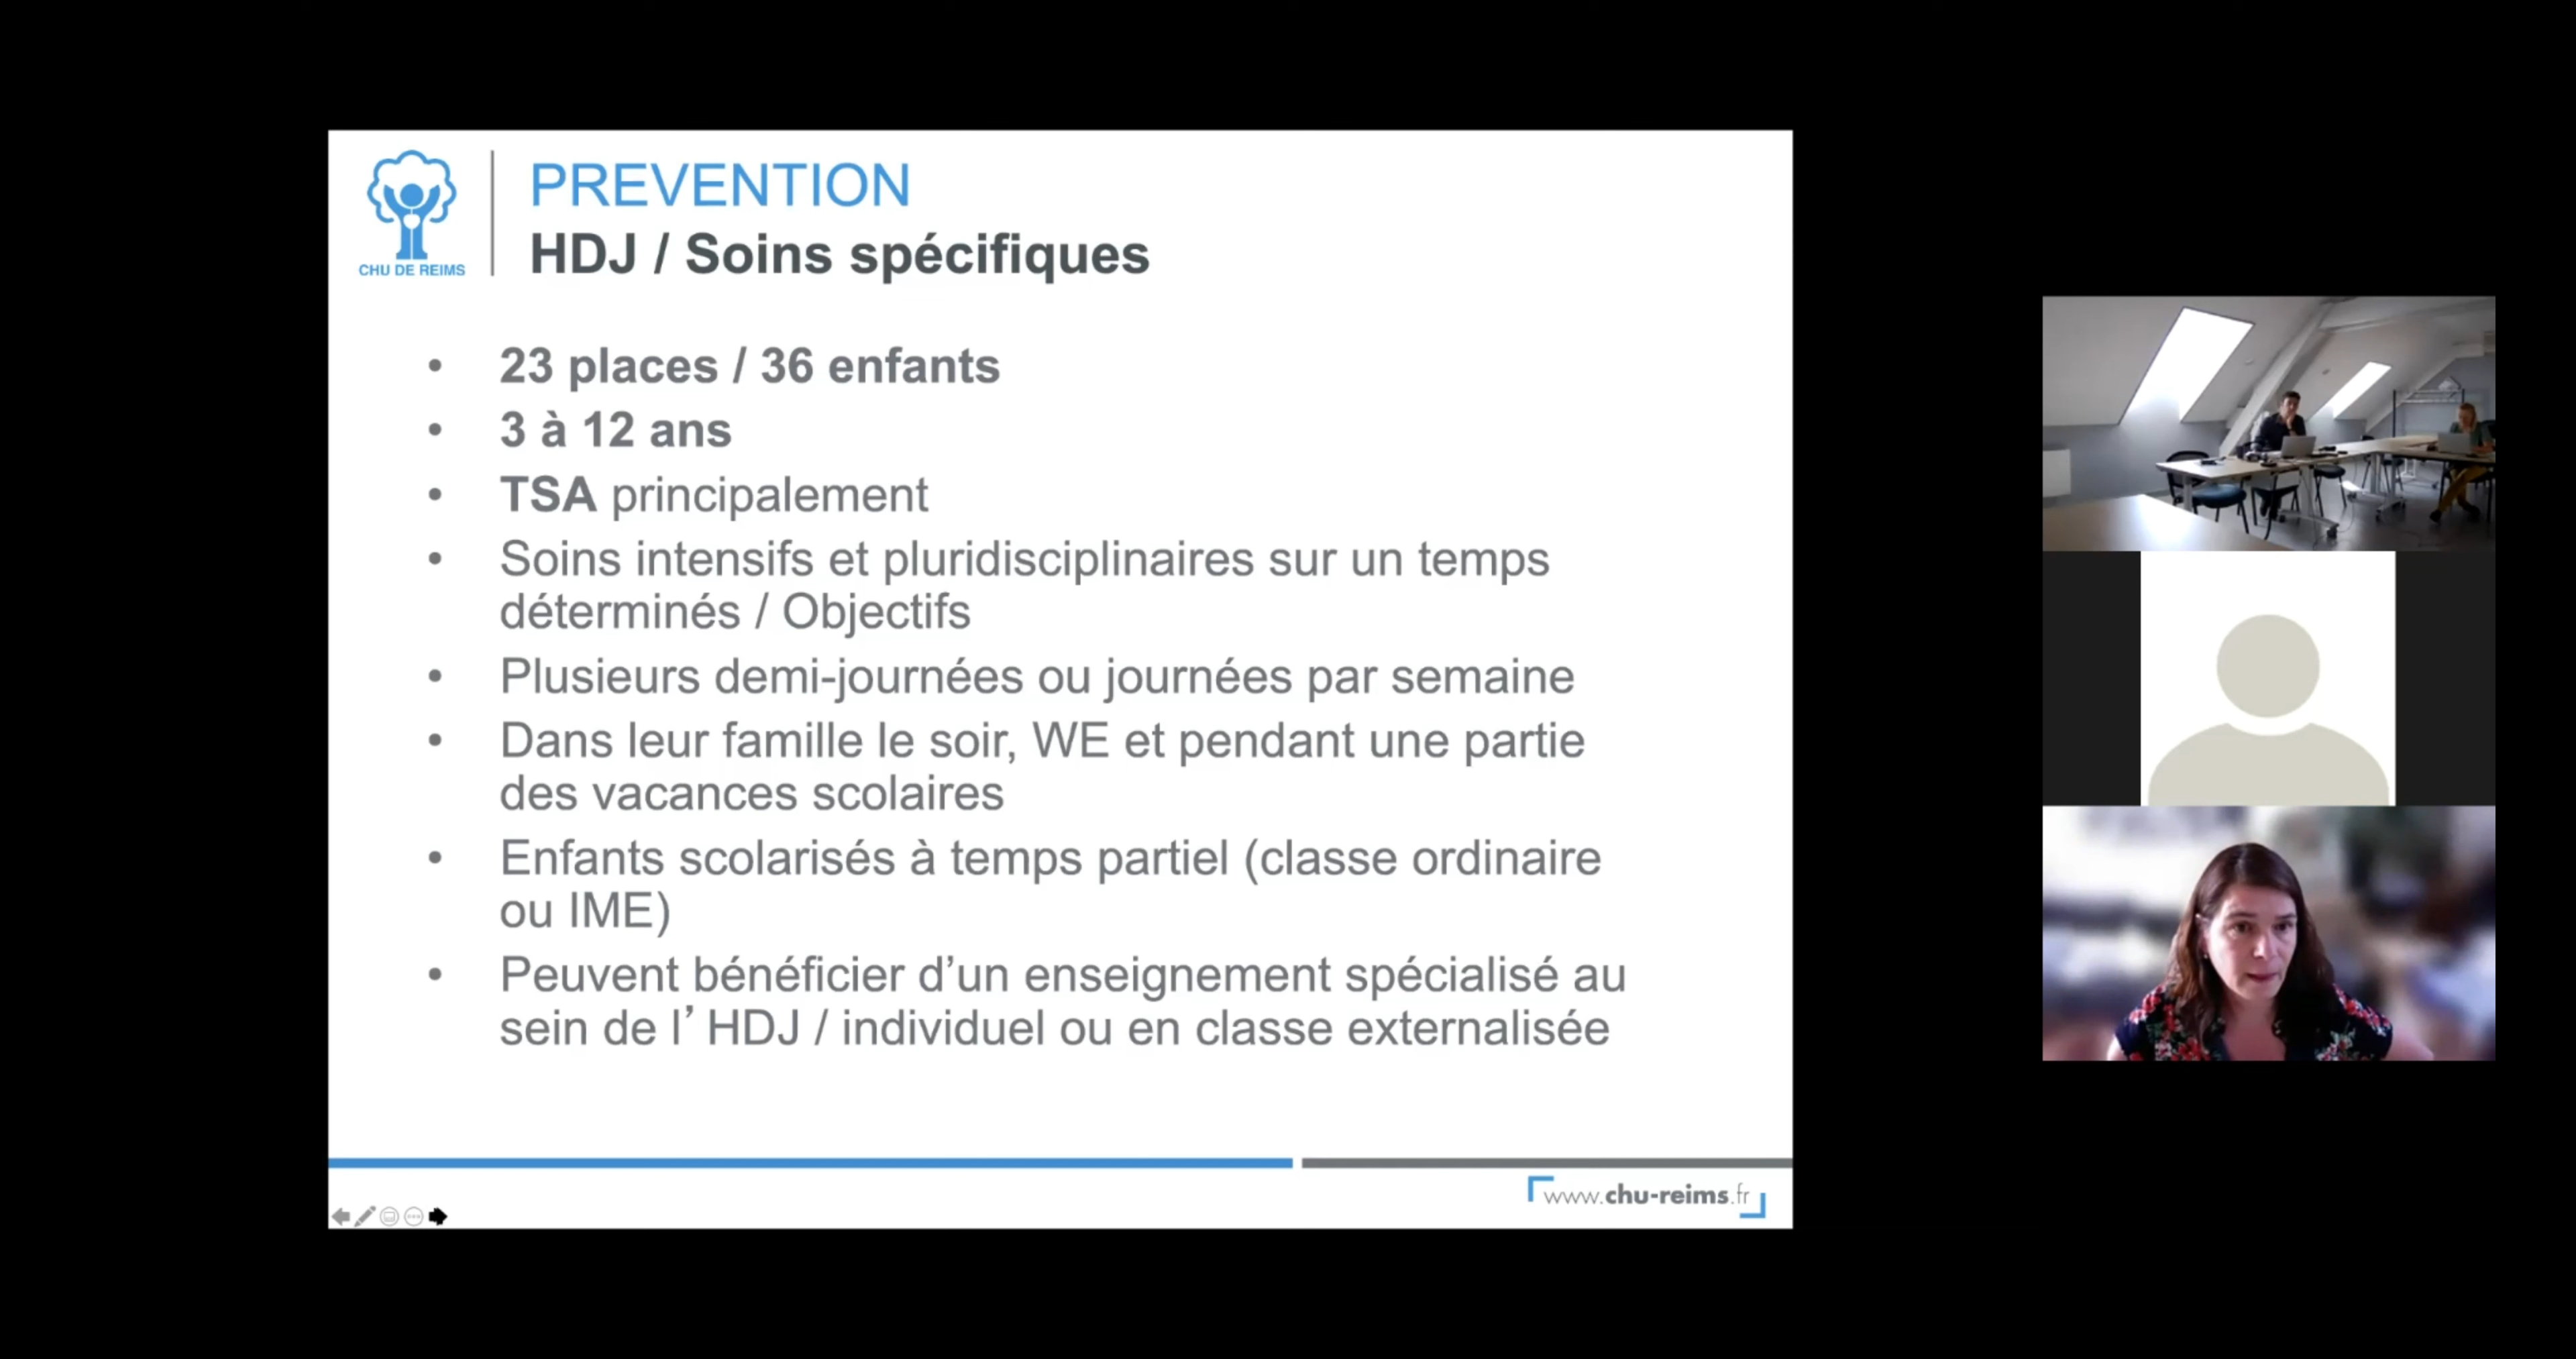 CHU DE REIMS
PREVENTION
HDJ / Soins spécifiques
• 23 places / 36 enfants
• 3 à 12 ans
• TSA principalement
• Soins intensifs et pluridisciplinaires sur un temps
déterminés / Objectifs
• Plusieurs demi-journées ou journées par semaine
• Dans leur famille le soir, WE et pendant une partie
des vacances scolaires
• Enfants scolarisés à temps partiel (classe ordinaire
ou IME)
• Peuvent bénéficier d’un enseignement spécialisé au
sein de l’ HDJ / individuel ou en classe externalisée
www.chu-reims.fr